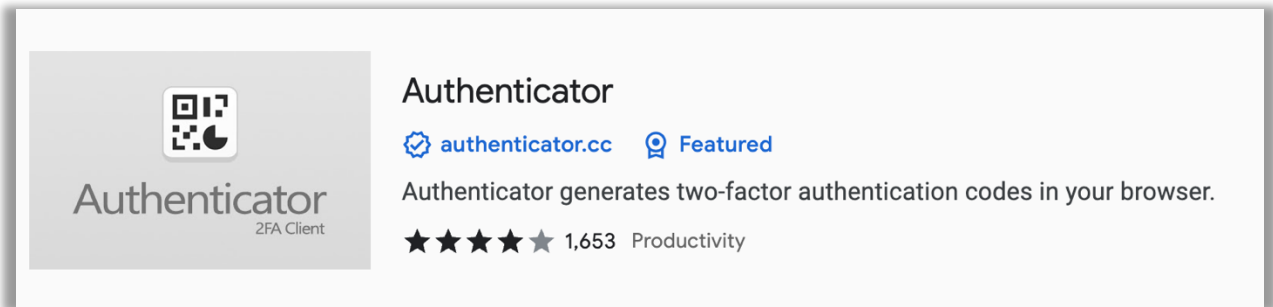 Authenticator
2FA Client
Authenticator
authenticator.cc Featured
Authenticator generates two-factor authentication codes in your browser.
1,653 Productivity